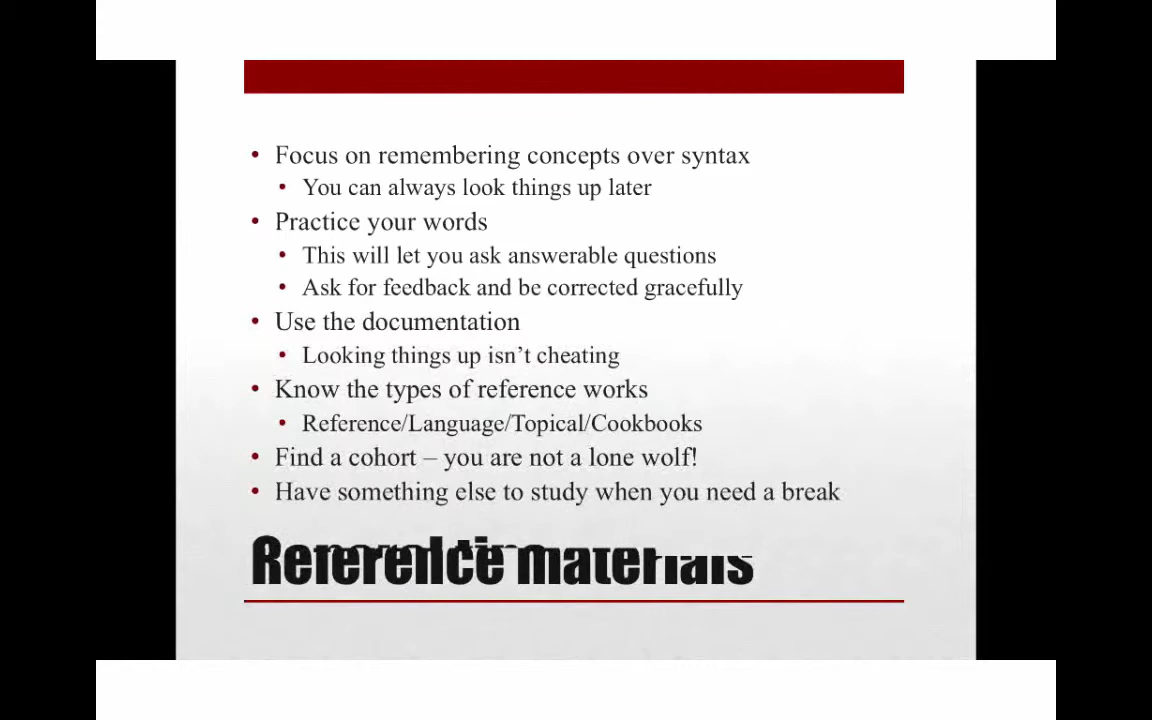 • Focus on remembering concepts over syntax
• You can always look things up later
• Practice your words
• This will let you ask answerable questions
• Ask for feedback and be corrected gracefully
• Use the documentation
• Looking things up isn’t cheating
• Know the types of reference works
• Reference/Language/Topical/Cookbooks
• Find a cohort – you are not a lone wolf!
• Have something else to study when you need a break
Reference materials